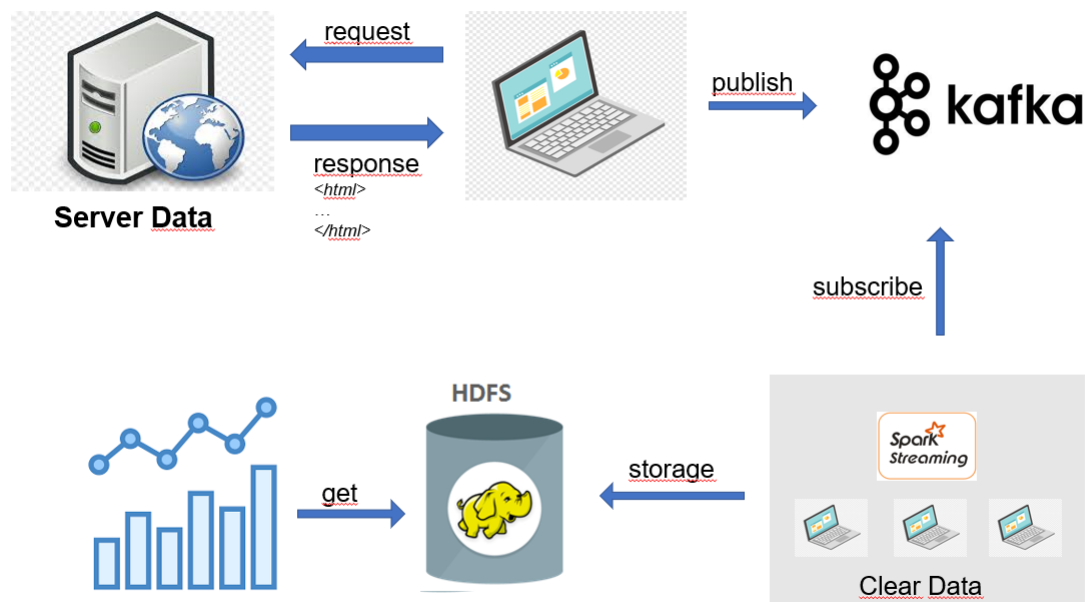 request
publish
kafka
response
<html>
...
</html>
Server Data
subscribe
HDFS
Spark
Streaming
storage
get
Clear Data